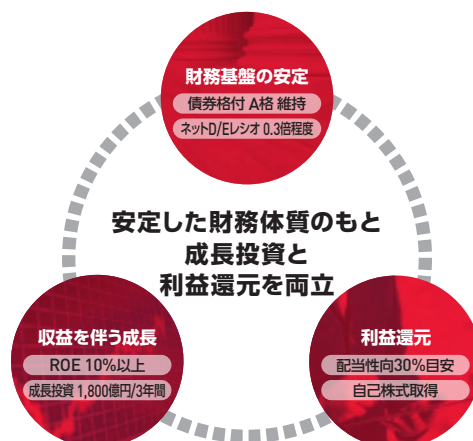 財務基盤の安定
債券格付 A格 維持
ネットD/Eレシオ 0.3倍程度
安定した財務体質のもと
成長投資と
利益還元を両立
収益を伴う成長
ROE 10%以上
成長投資 1,800億円/3年間
利益還元
配当性向30%目安
自己株式取得